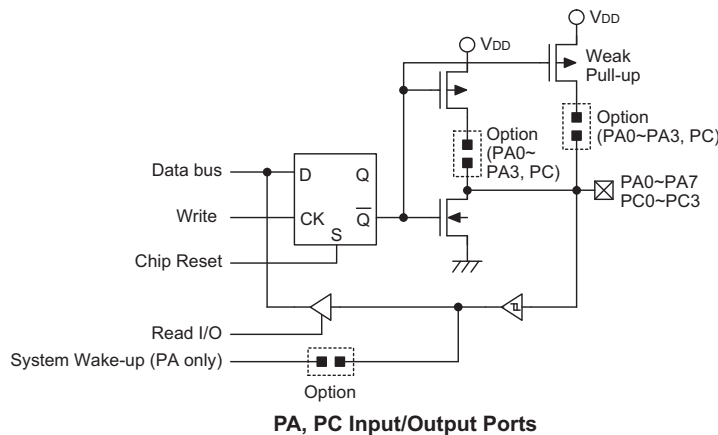 VDD
VDD
Weak
Pull-up
Option
(PA0~
PA3, PC)
Option
(PA0~PA3, PC)
Data bus
D
Q
Write
CK
Q
S
PA0~PA7
PC0~PC3
Chip Reset
Read I/O
System Wake-up (PA only)
Option
PA, PC Input/Output Ports